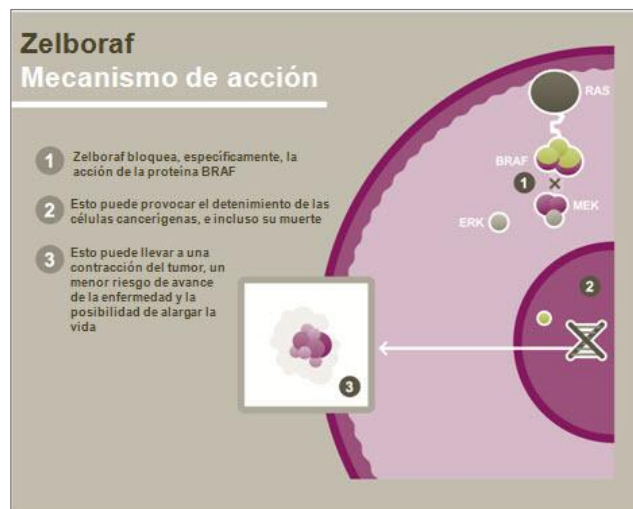 Zelboraf
Mecanismo de acción
1 Zelboraf bloquea, específicamente, la
acción de la proteína BRAF
2 Esto puede provocar el detenimiento de las
células cancerígenas, e incluso su muerte
3 Esto puede llevar a una
contracción del tumor, un
menor riesgo de avance
de la enfermedad y la
posibilidad de alargar la
vida
RAS
BRAF
1
MEK
ERK
2
3